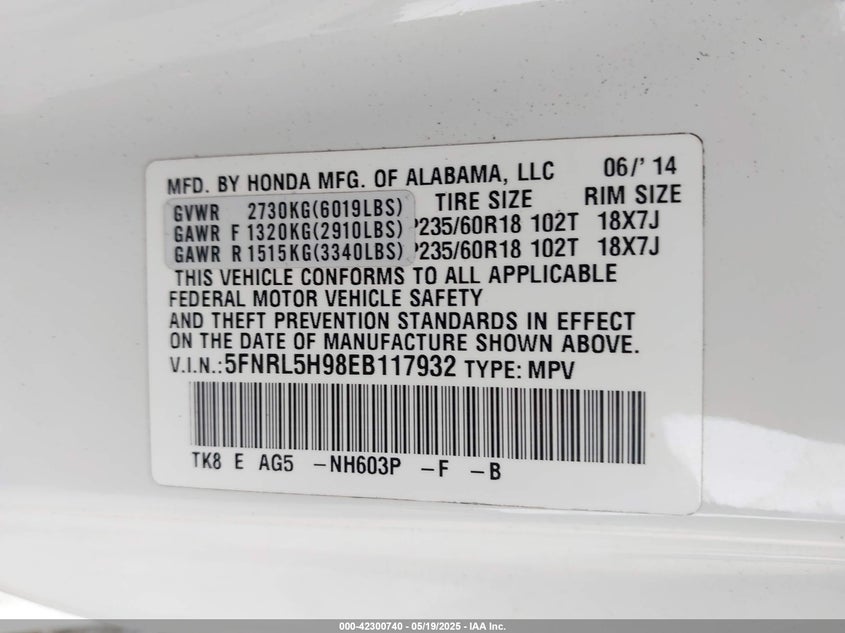 MFD. BY HONDA MFG. OF ALABAMA, LLC 06/' 14
GVWR 2730KG(6019LBS) TIRE SIZE RIM SIZE
GAWR F 1320KG(2910LBS) P235/60R18 102T 18X7J
GAWR R 1515KG(3340LBS) P235/60R18 102T 18X7J
THIS VEHICLE CONFORMS TO ALL APPLICABLE
FEDERAL MOTOR VEHICLE SAFETY
AND THEFT PREVENTION STANDARDS IN EFFECT
ON THE DATE OF MANUFACTURE SHOWN ABOVE.
V.I.N.:5FNRL5H98EB117932 TYPE: MPV
TK8 E AG5 -NH603P -F -B
000-42300740 - 05/19/2025 - IAA Inc.